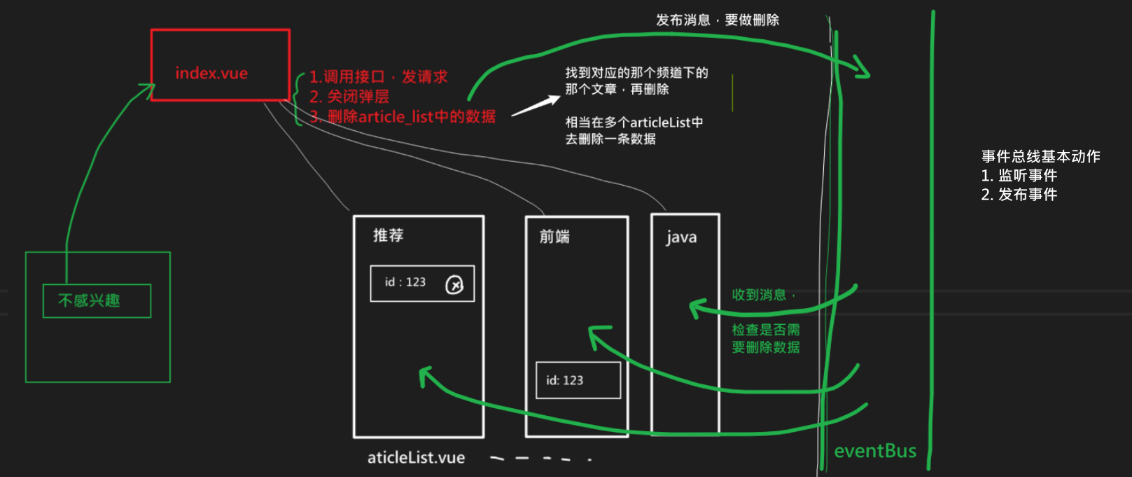 发布消息，要做删除
index.vue
1.调用接口，发请求
2. 关闭弹层
3. 删除article_list中的数据
找到对应的那个频道下的
那个文章，再删除
相当在多个articleList中
去删除一条数据
事件总线基本动作
1. 监听事件
2. 发布事件
不感兴趣
推荐
id：123
前端
id: 123
java
收到消息，
检查是否需
要删除数据
aticleList.vue
eventBus